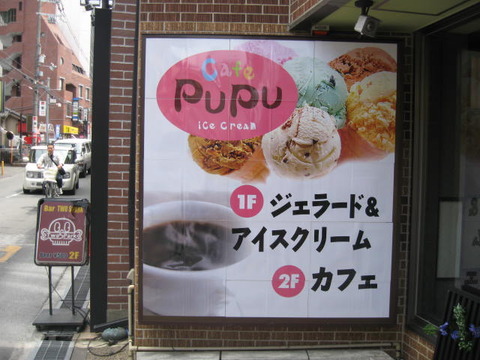 Cafe
PUPU
ice cream
1F ジェラード&
アイスクリーム
2F カフェ
2F